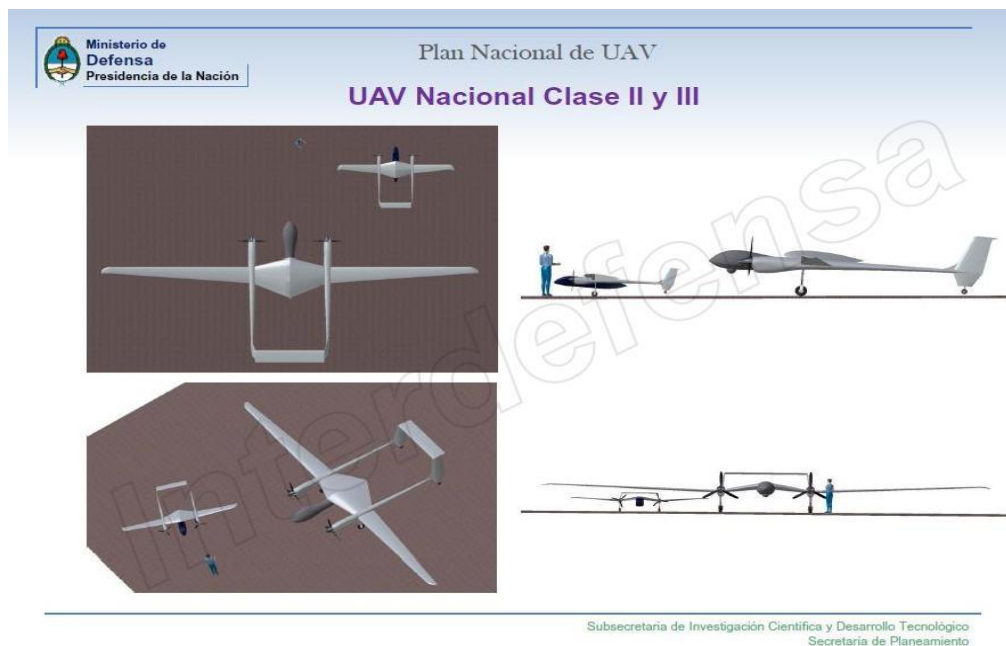 Ministerio de
Defensa
Presidencia de la Nación
Plan Nacional de UAV
UAV Nacional Clase II y III
Interdefensa
Subsecretaria de Investigación Científica y Desarrollo Tecnológico
Secretaría de Planeamiento